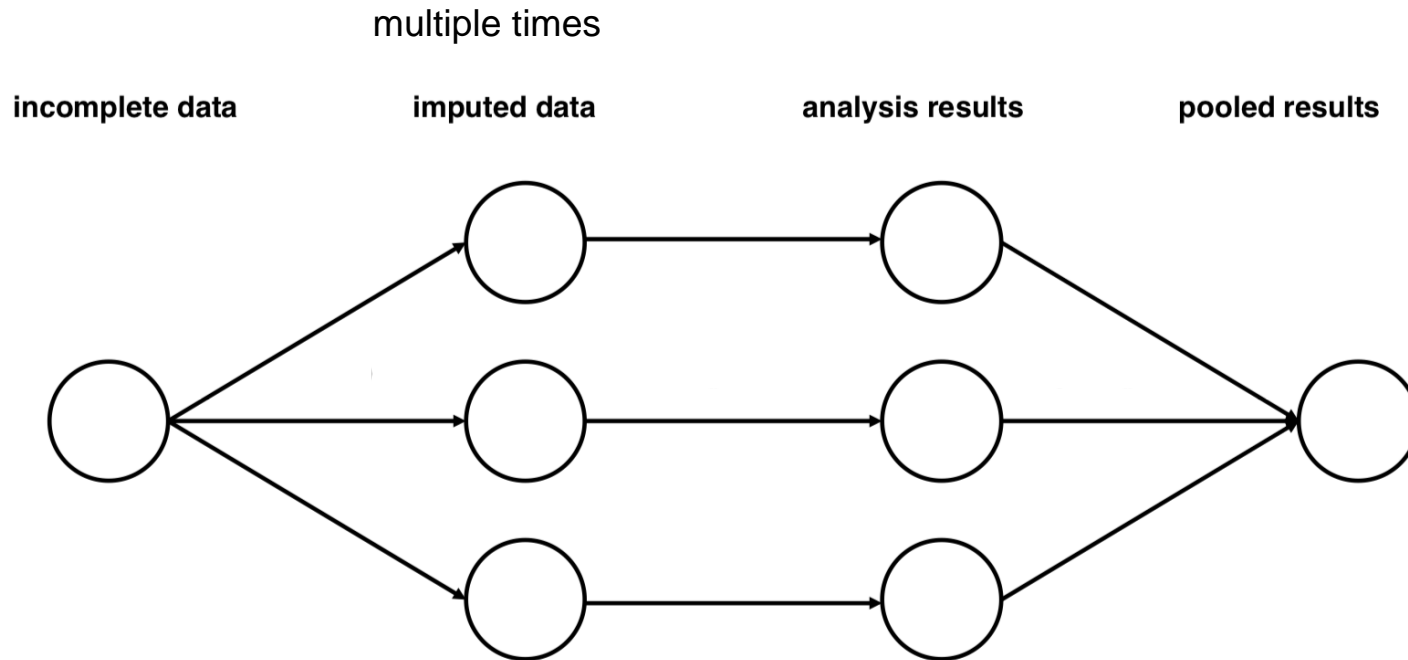 multiple times
incomplete data imputed data analysis results pooled results